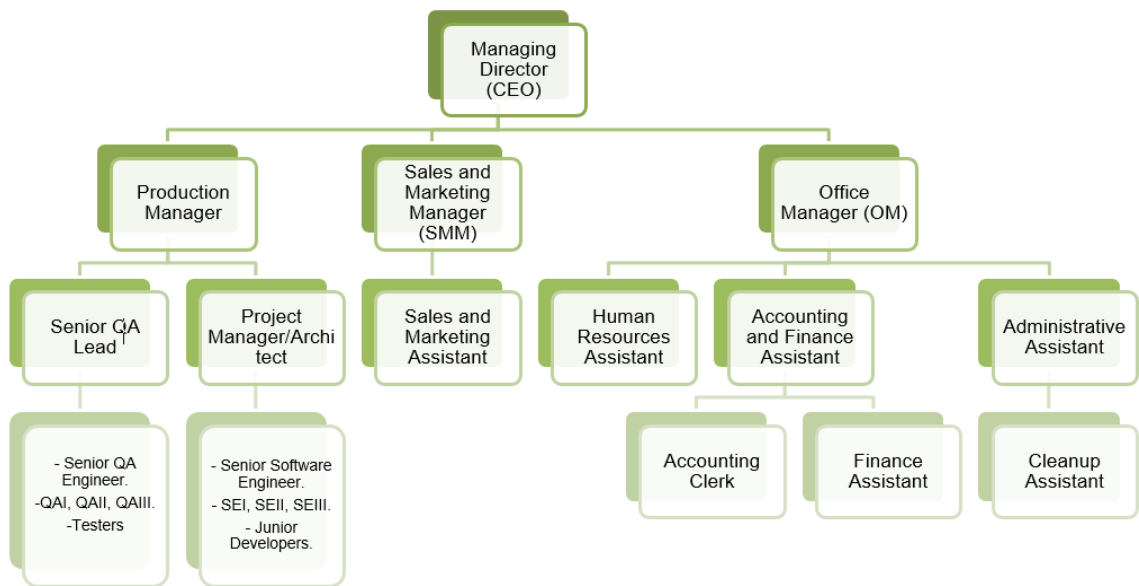 Managing
Director
(CEO)
Production
Manager
Sales and
Marketing
Manager
(SMM)
Office
Manager (OM)
Senior QA
Lead
Project
Manager/Archi
tect
Sales and
Marketing
Assistant
Human
Resources
Assistant
Accounting
and Finance
Assistant
Administrative
Assistant
- Senior QA
Engineer.
-QAI, QAII, QAIII.
-Testers
- Senior Software
Engineer.
- SEI, SEII, SEIII.
- Junior
Developers.
Accounting
Clerk
Finance
Assistant
Cleanup
Assistant